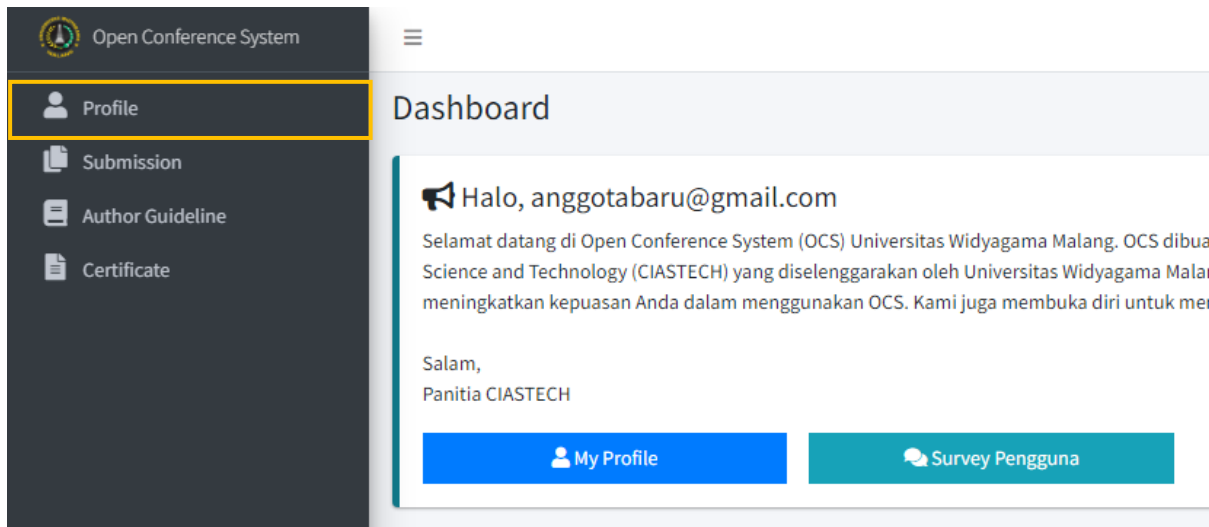 Open Conference System
Profile
Submission
Author Guideline
Certificate
Dashboard
Halo, anggotabaru@gmail.com
Selamat datang di Open Conference System (OCS) Universitas Widyagama Malang. OCS dibua
Science and Technology (CIASTECH) yang diselenggarakan oleh Universitas Widyagama Malan
meningkatkan kepuasan Anda dalam menggunakan OCS. Kami juga membuka diri untuk mer
Salam,
Panitia CIASTECH
My Profile
Survey Pengguna